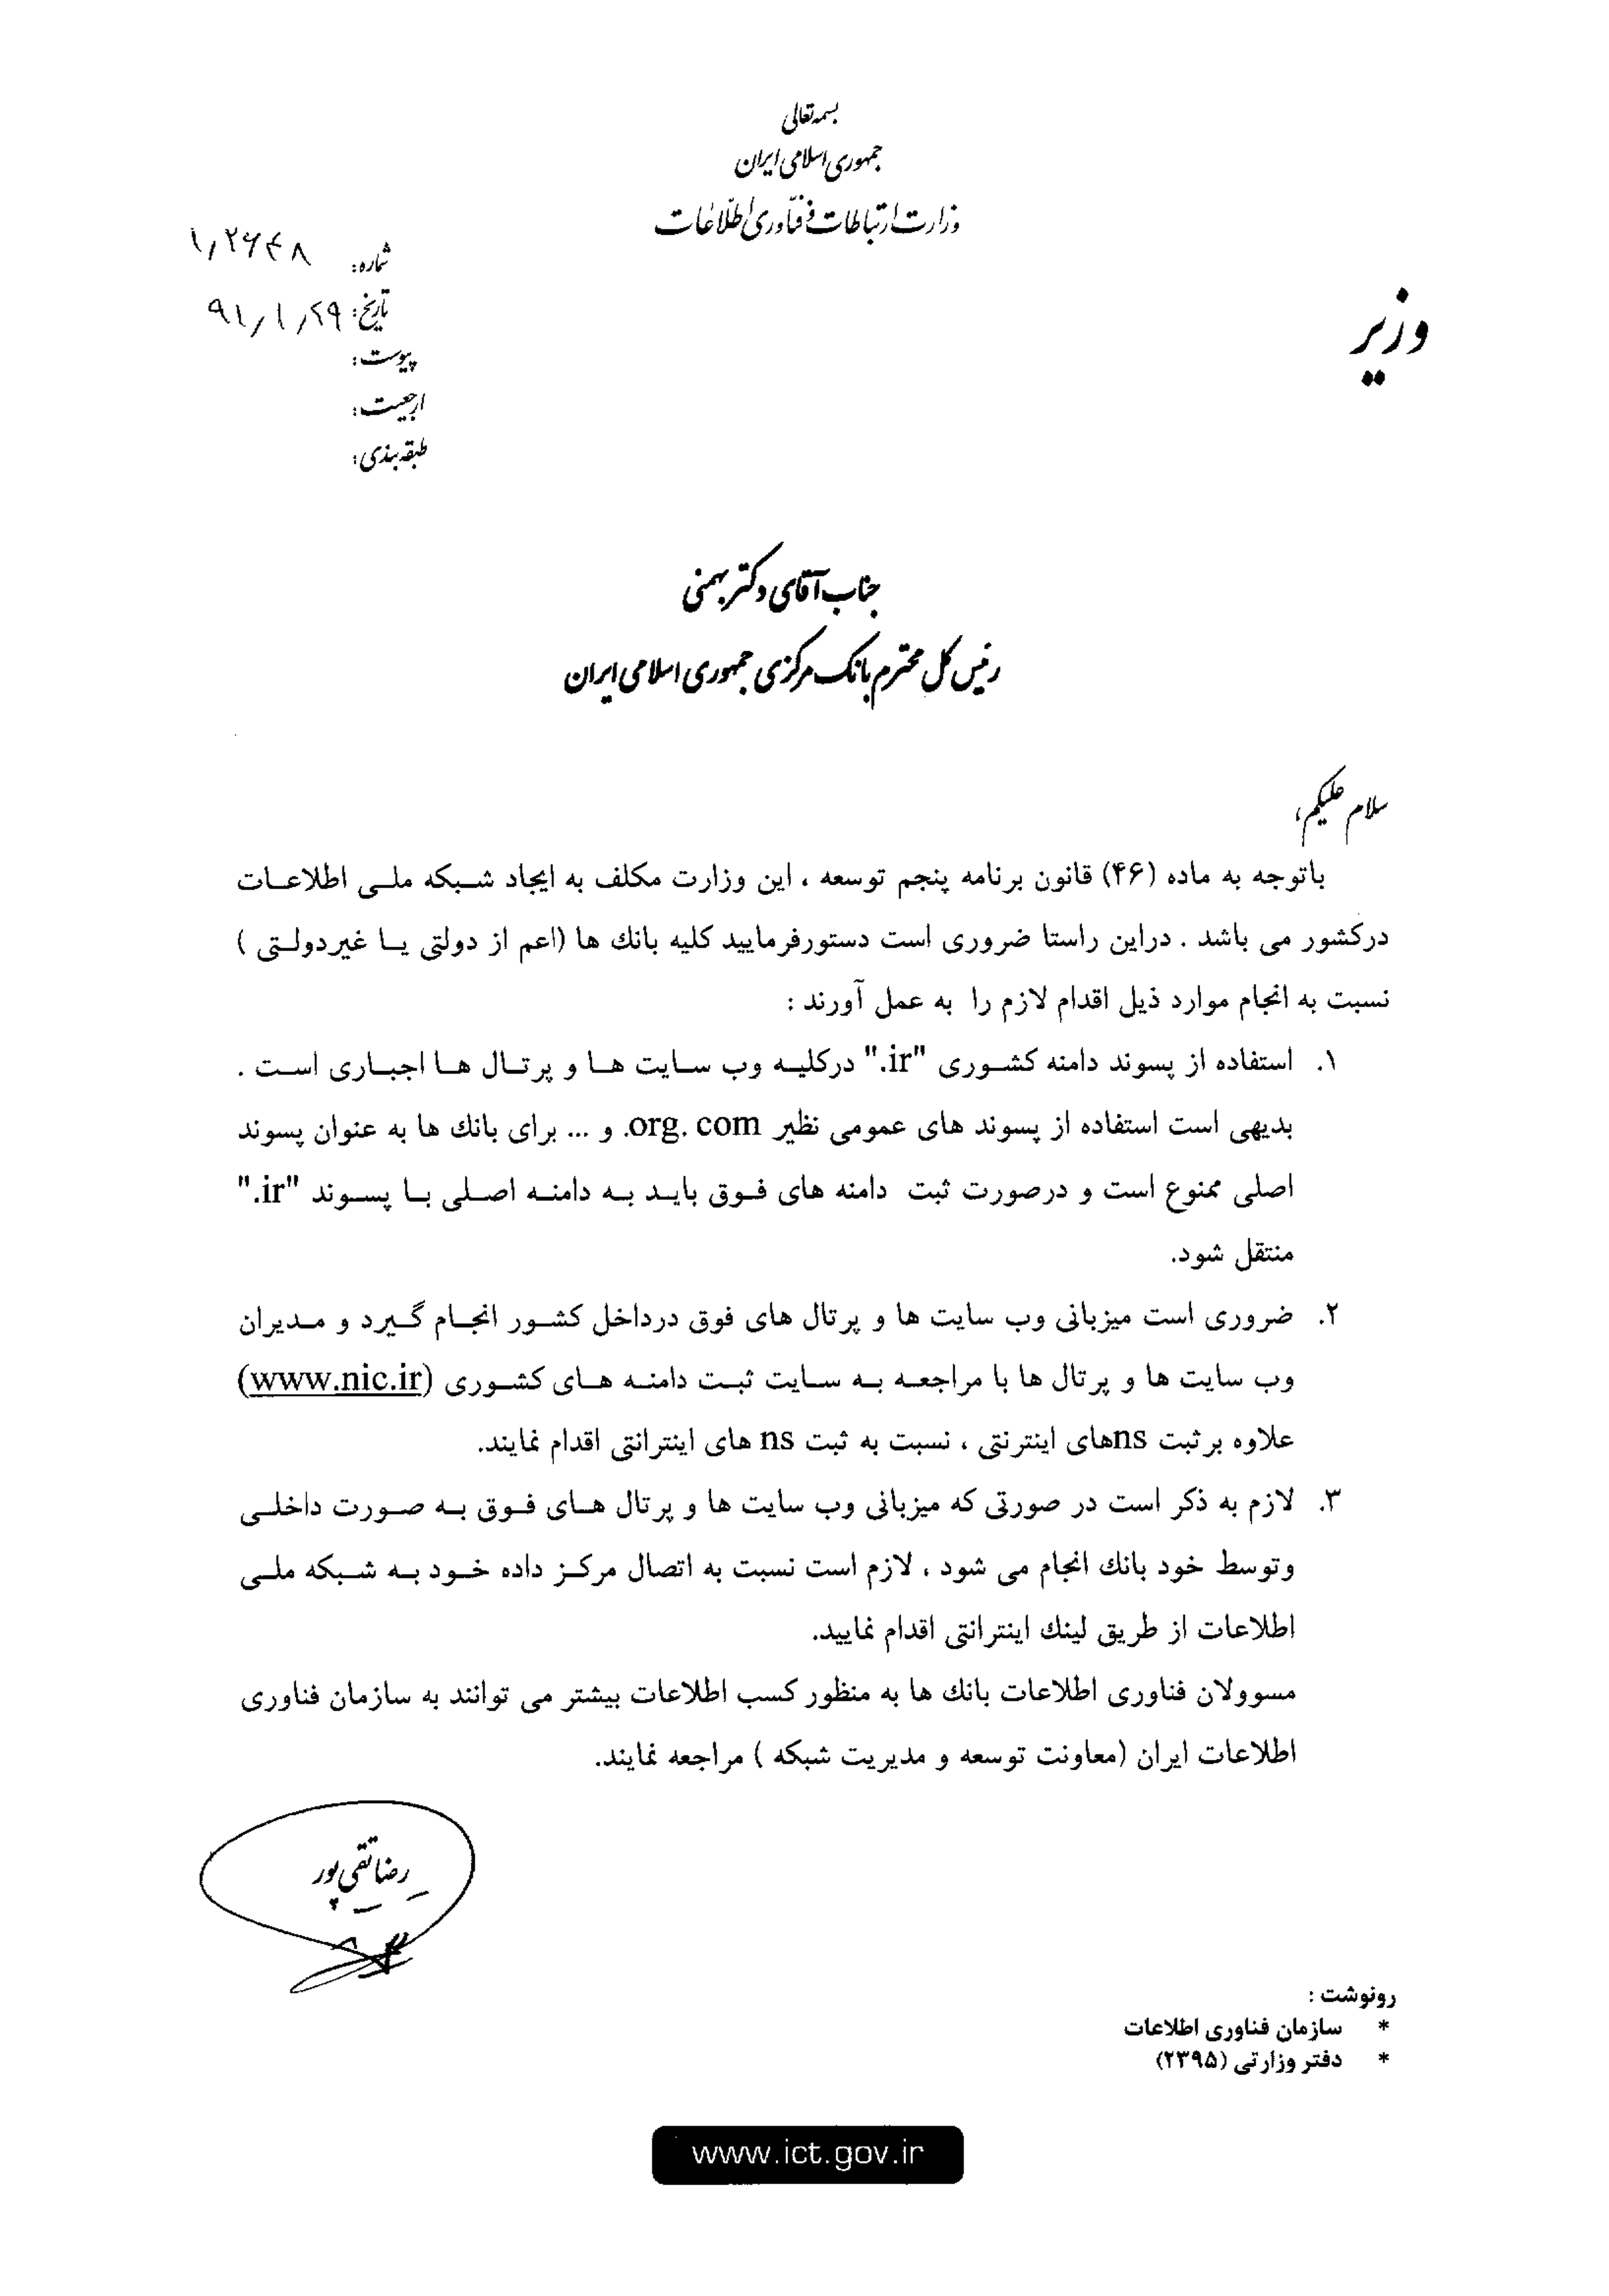 بسمه تعالی
جمهوری اسلامی ایران
وزارت ارتباطات و فنّاوری اطّلاعات
شماره: ۱٫۲۶۴۸
تاریخ: ۹۱/۱/۲۹
پیوست:
ارجعیت:
طبقه بندی:
وزیر
جناب آقای دکتر بهمنی
رئیس کل محترم بانک مرکزی جمهوری اسلامی ایران
سلام علیکم،
باتوجه به ماده (۴۶) قانون برنامه پنجم توسعه ، این وزارت مکلف به ایجاد شبکه ملی اطلاعات
درکشور می باشد . دراین راستا ضروری است دستورفرمایید کلیه بانك ها (اعم از دولتی یا غیردولتی )
نسبت به انجام موارد ذیل اقدام لازم را به عمل آورند :
۱. استفاده از پسوند دامنه کشوری "ir." درکلیه وب سایت ها و پرتال ها اجباری است .
بدیهی است استفاده از پسوند های عمومی نظیر org. com. و ... برای بانك ها به عنوان پسوند
اصلی ممنوع است و درصورت ثبت دامنه های فوق باید به دامنه اصلی با پسوند "ir."
منتقل شود.
۲. ضروری است میزبانی وب سایت ها و پرتال های فوق درداخل کشور انجام گیرد و مدیران
وب سایت ها و پرتال ها با مراجعه به سایت ثبت دامنه های کشوری (www.nic.ir)
علاوه برثبت nsهای اینترنتی ، نسبت به ثبت ns های اینترانتی اقدام نمایند.
۳. لازم به ذکر است در صورتی که میزبانی وب سایت ها و پرتال های فوق به صورت داخلی
وتوسط خود بانك انجام می شود ، لازم است نسبت به اتصال مرکز داده خود به شبکه ملی
اطلاعات از طریق لینك اینترانتی اقدام نمایید.
مسوولان فناوری اطلاعات بانك ها به منظور کسب اطلاعات بیشتر می توانند به سازمان فناوری
اطلاعات ایران (معاونت توسعه و مدیریت شبکه ) مراجعه نمایند.
رضا تقی پور
رونوشت :
* سازمان فناوری اطلاعات
* دفتر وزارتی (۲۳۹۵)
www.ict.gov.ir